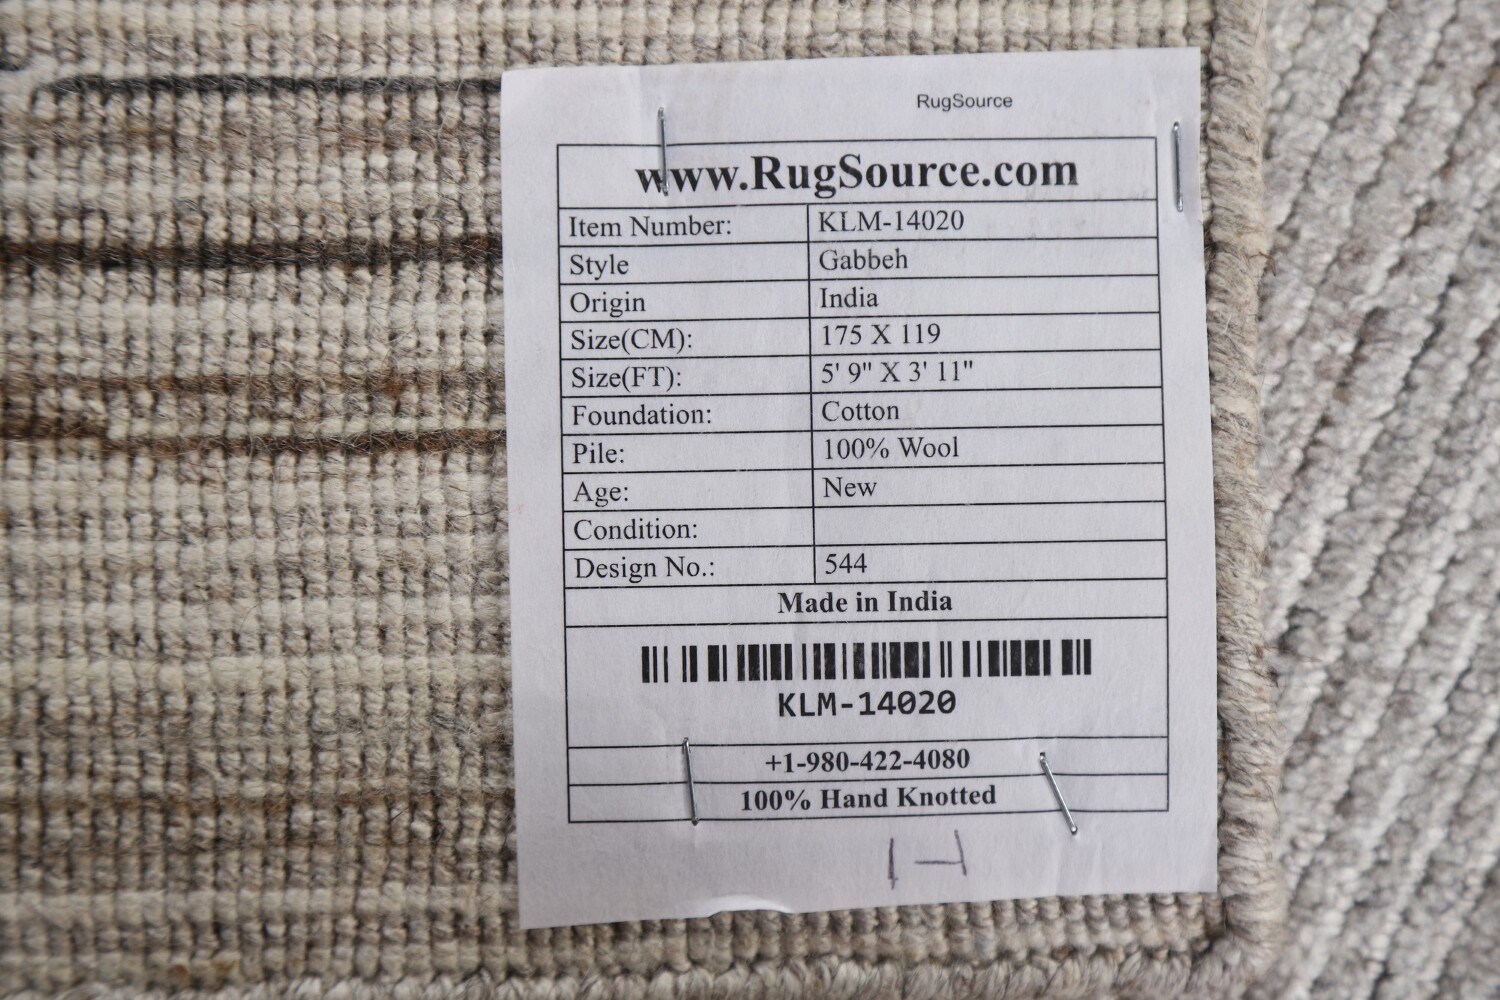 RugSource
www.RugSource.com
Item Number: KLM-14020
Style Gabbeh
Origin India
Size(CM): 175 X 119
Size(FT): 5' 9" X 3' 11"
Foundation: Cotton
Pile: 100% Wool
Age: New
Condition:
Design No.: 544
Made in India
KLM-14020
+1-980-422-4080
100% Hand Knotted